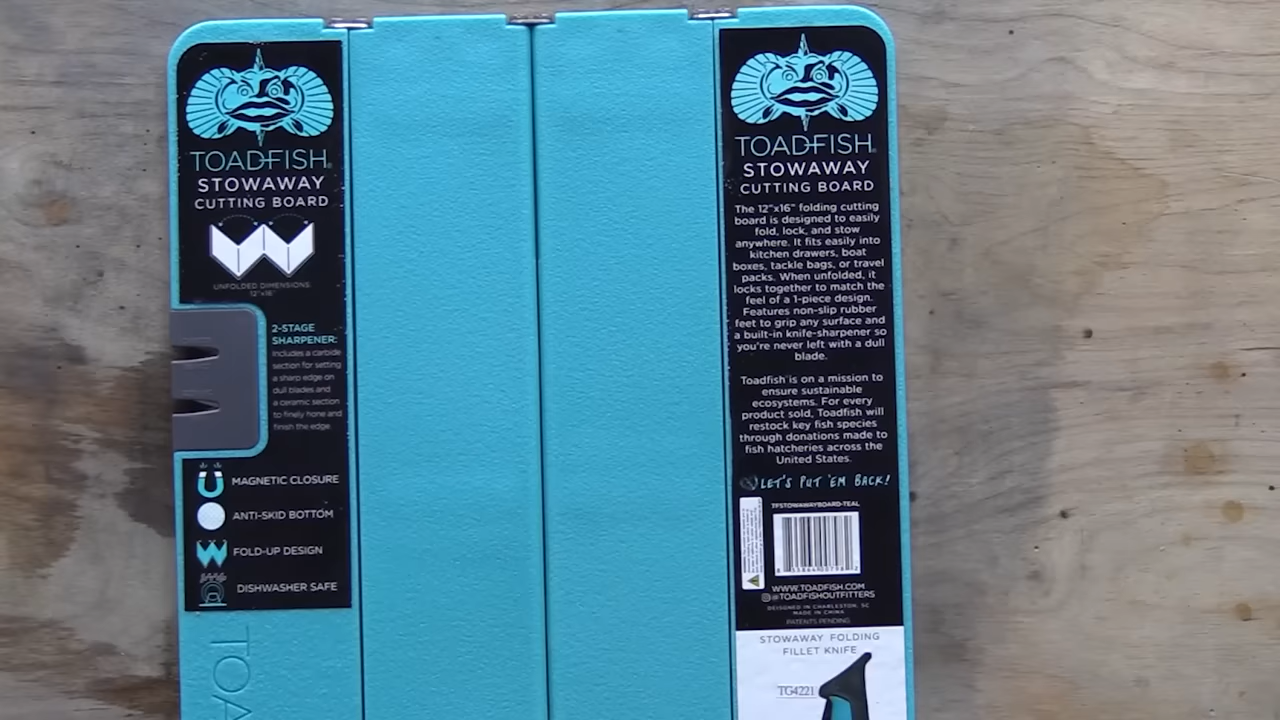 TOADFISH
STOWAWAY
CUTTING BOARD
UNFOLDED DIMENSIONS
12"x16"
2-STAGE
SHARPENER:
Includes a carbide
section for setting
a sharp edge on
dull blades and
a ceramic section
to finely hone and
finish the edge.
MAGNETIC CLOSURE
ANTI-SKID BOTTOM
FOLD-UP DESIGN
DISHWASHER SAFE
TOA
TOADFISH
STOWAWAY
CUTTING BOARD
The 12"x16" folding cutting
board is designed to easily
fold, lock, and stow
anywhere. It fits easily into
kitchen drawers, boat
boxes, tackle bags, or travel
packs. When unfolded, it
locks together to match the
feel of a 1-piece design.
Features non-slip rubber
feet to grip any surface and
a built-in knife-sharpener so
you're never left with a dull
blade.
Toadfish is on a mission to
ensure sustainable
ecosystems. For every
product sold, Toadfish will
restock key fish species
through donations made to
fish hatcheries across the
United States.
LET'S PUT 'EM BACK!
TFSTOWAWAYBOARD-TEAL
WWW.TOADFISH.COM
@TOADFISHOUTFITTERS
DESIGNED IN CHARLESTON, SC
MADE IN CHINA
PATENTS PENDING
STOWAWAY FOLDING
FILLET KNIFE
TG4221